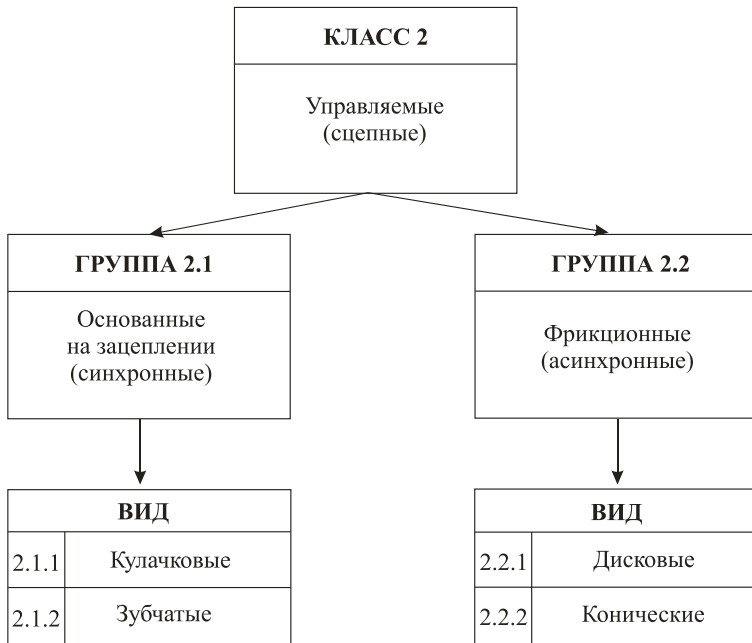 КЛАСС 2
Управляемые
(сцепные)
ГРУППА 2.1
Основанные
на зацеплении
(синхронные)
ГРУППА 2.2
Фрикционные
(асинхронные)
ВИД
2.1.1 Кулачковые
2.1.2 Зубчатые
ВИД
2.2.1 Дисковые
2.2.2 Конические